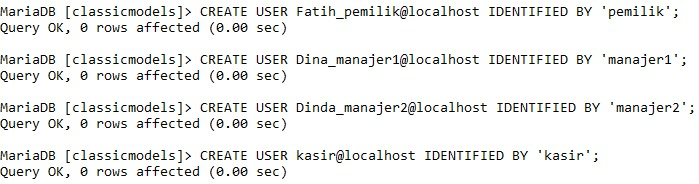 MariaDB [classicmodels]> CREATE USER Fatih_pemilik@localhost IDENTIFIED BY 'pemilik';
Query OK, 0 rows affected (0.00 sec)
MariaDB [classicmodels]> CREATE USER Dina_manajer1@localhost IDENTIFIED BY 'manajer1';
Query OK, 0 rows affected (0.00 sec)
MariaDB [classicmodels]> CREATE USER Dinda_manajer2@localhost IDENTIFIED BY 'manajer2';
Query OK, 0 rows affected (0.00 sec)
MariaDB [classicmodels]> CREATE USER kasir@localhost IDENTIFIED BY 'kasir';
Query OK, 0 rows affected (0.00 sec)